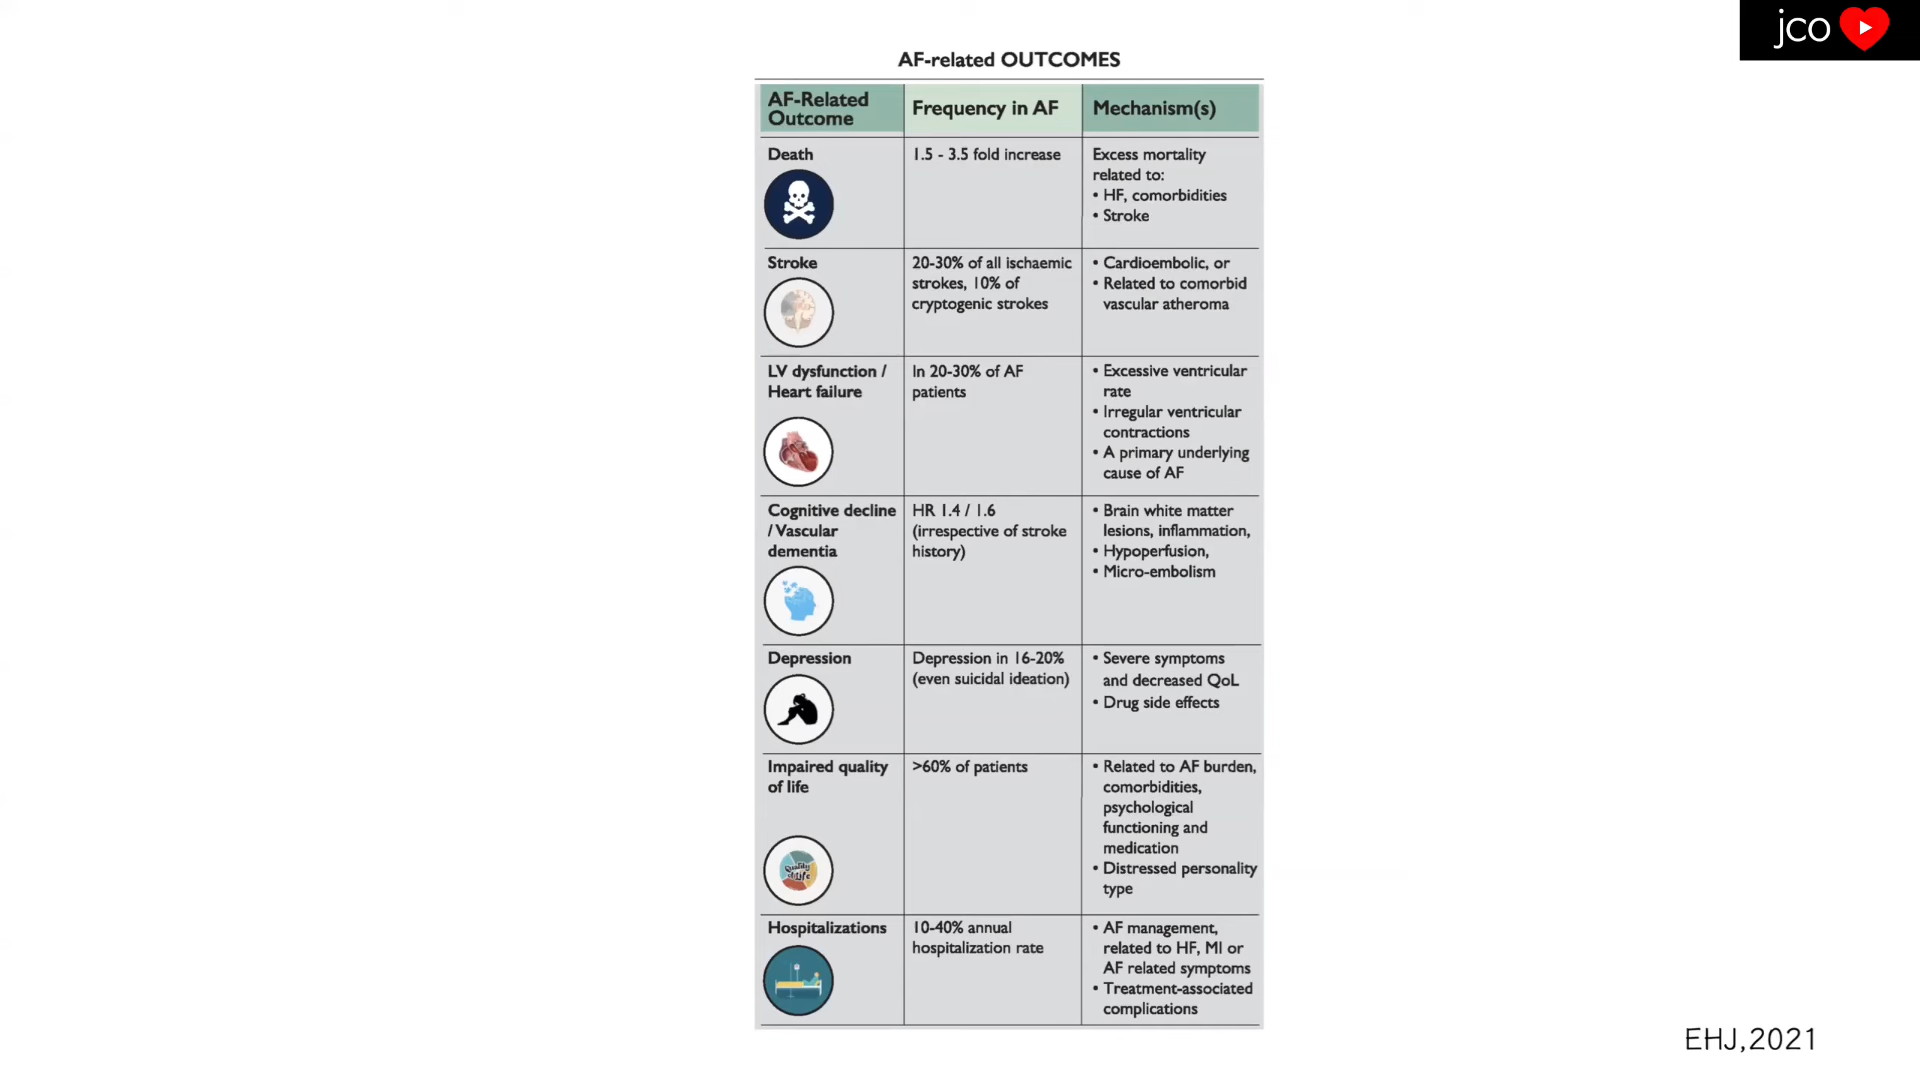 jco
AF-related OUTCOMES
AF-Related
Outcome
Frequency in AF
Mechanism(s)
Death
1.5 - 3.5 fold increase
Excess mortality
related to:
• HF, comorbidities
• Stroke
Stroke
20-30% of all ischaemic
strokes, 10% of
cryptogenic strokes
• Cardioembolic, or
• Related to comorbid
vascular atheroma
LV dysfunction /
Heart failure
In 20-30% of AF
patients
• Excessive ventricular
rate
• Irregular ventricular
contractions
• A primary underlying
cause of AF
Cognitive decline
/ Vascular
dementia
HR 1.4 / 1.6
(irrespective of stroke
history)
• Brain white matter
lesions, inflammation,
• Hypoperfusion,
• Micro-embolism
Depression
Depression in 16-20%
(even suicidal ideation)
• Severe symptoms
and decreased QoL
• Drug side effects
Impaired quality
of life
Quality
of Life
>60% of patients
• Related to AF burden,
comorbidities,
psychological
functioning and
medication
• Distressed personality
type
Hospitalizations
10-40% annual
hospitalization rate
• AF management,
related to HF, MI or
AF related symptoms
• Treatment-associated
complications
EHJ,2021